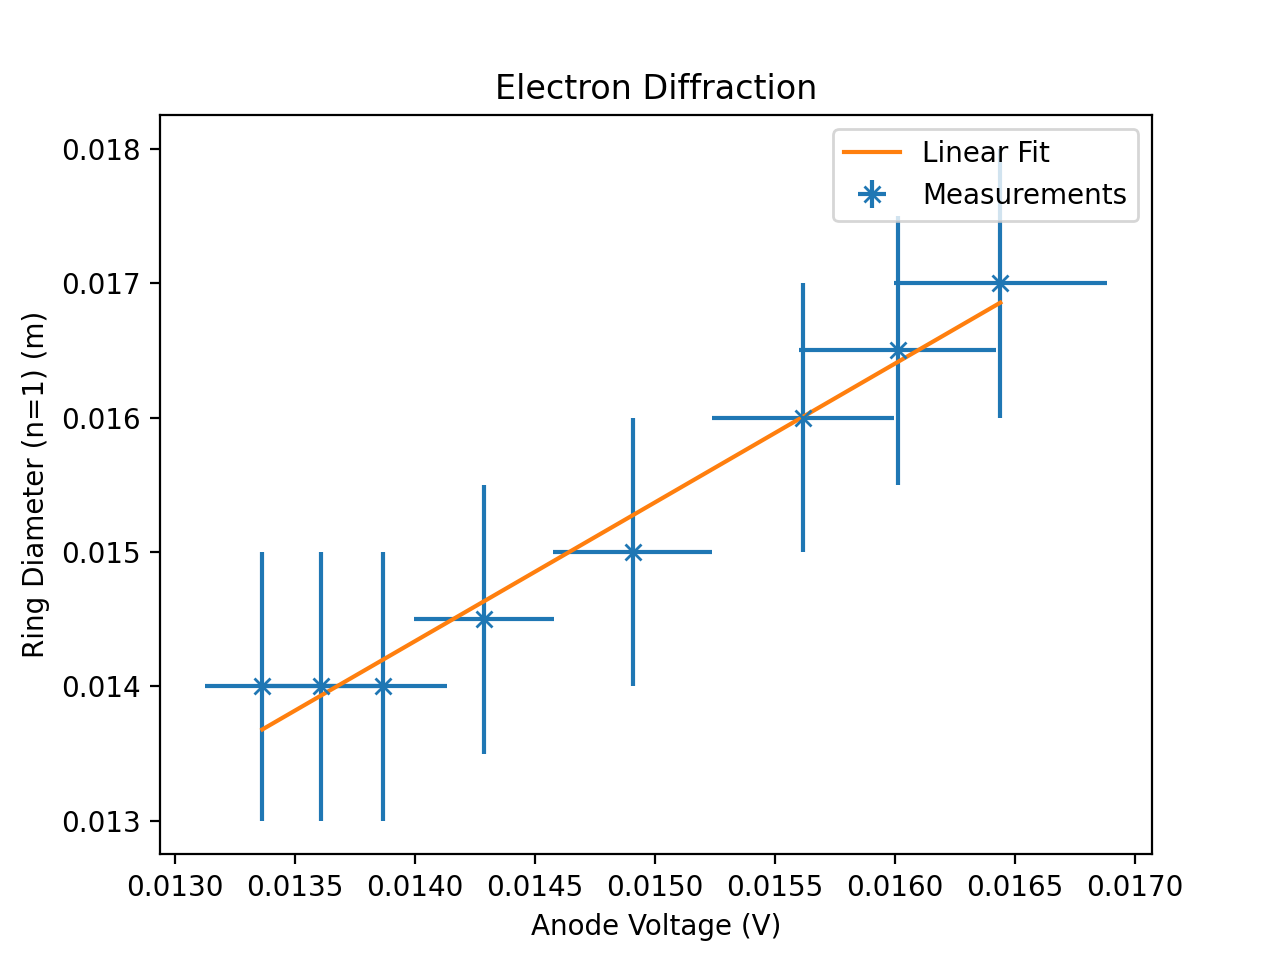 Electron Diffraction
Linear Fit
Measurements
0.018
0.017
0.016
0.015
0.014
0.013
Ring Diameter (n=1) (m)
0.0130 0.0135 0.0140 0.0145 0.0150 0.0155 0.0160 0.0165 0.0170
Anode Voltage (V)